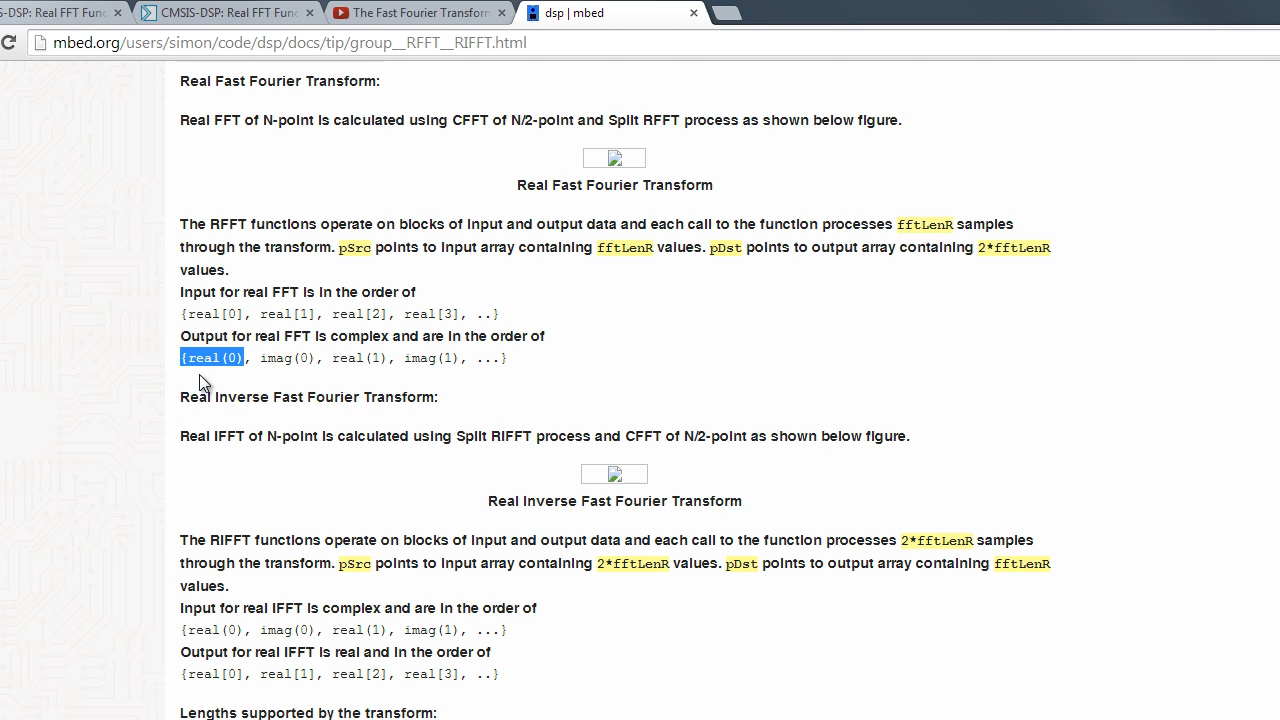 S-DSP: Real FFT Func
CMSIS-DSP: Real FFT Func
The Fast Fourier Transform
dsp | mbed
mbed.org/users/simon/code/dsp/docs/tip/group__RFFT__RIFFT.html
Real Fast Fourier Transform:
Real FFT of N-point is calculated using CFFT of N/2-point and Split RFFT process as shown below figure.
Real Fast Fourier Transform
The RFFT functions operate on blocks of input and output data and each call to the function processes fftLenR samples
through the transform. pSrc points to input array containing fftLenR values. pDst points to output array containing 2*fftLenR
values.
Input for real FFT is in the order of
{real[0], real[1], real[2], real[3], ..}
Output for real FFT is complex and are in the order of
{real(0), imag(0), real(1), imag(1), ...}
Real Inverse Fast Fourier Transform:
Real IFFT of N-point is calculated using Split RIFFT process and CFFT of N/2-point as shown below figure.
Real Inverse Fast Fourier Transform
The RIFFT functions operate on blocks of input and output data and each call to the function processes 2*fftLenR samples
through the transform. pSrc points to input array containing 2*fftLenR values. pDst points to output array containing fftLenR
values.
Input for real IFFT is complex and are in the order of
{real(0), imag(0), real(1), imag(1), ...}
Output for real IFFT is real and in the order of
{real[0], real[1], real[2], real[3], ..}
Lengths supported by the transform: